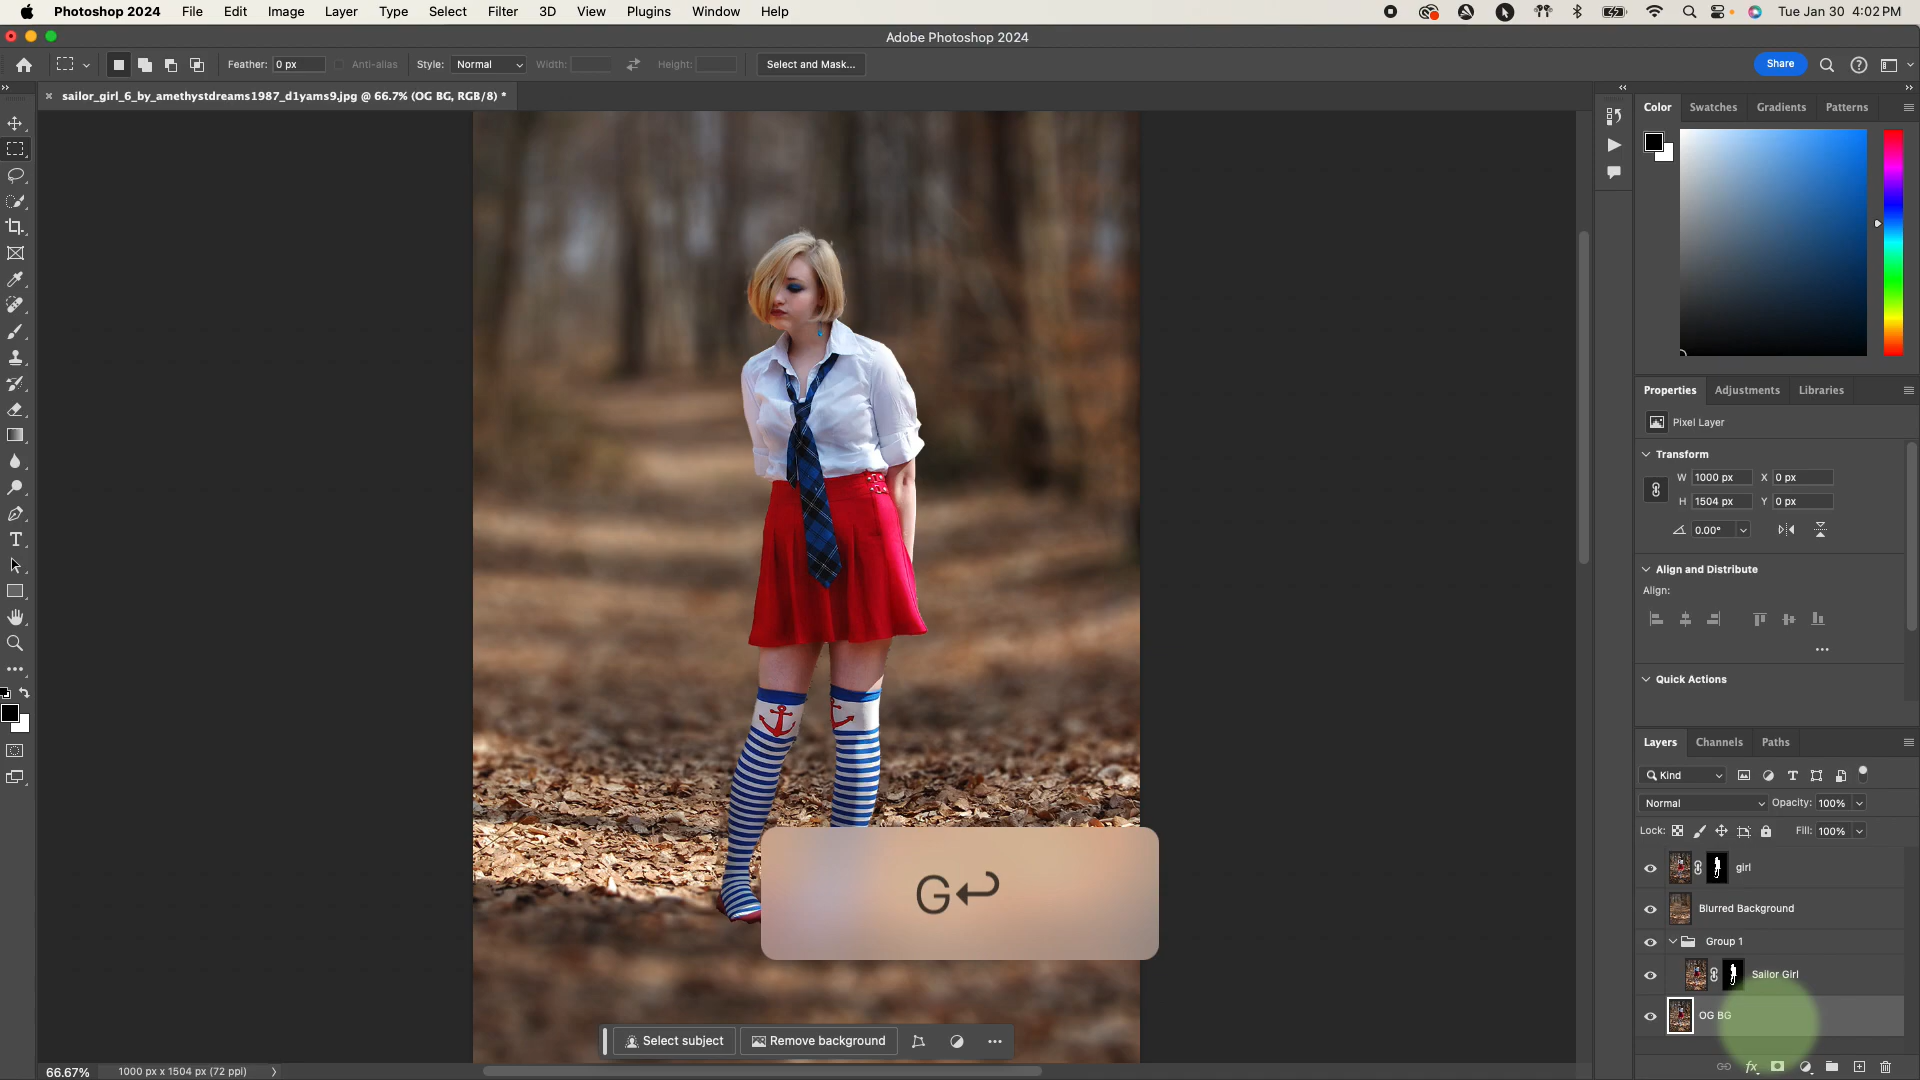 Photoshop 2024 File Edit Image Layer Type Select Filter 3D View Plugins Window Help Tue Jan 30 4:02 PM
Adobe Photoshop 2024
Feather: 0 px Anti-alias Style: Normal Width: Height: Select and Mask... Share
sailor_girl_6_by_amethystdreams1987_d1yams9.jpg @ 66.7% (OG BG, RGB/8) *
Color Swatches Gradients Patterns
Properties Adjustments Libraries
Pixel Layer
Transform
W 1000 px X 0 px
H 1504 px Y 0 px
0.00°
Align and Distribute
Align:
Quick Actions
Layers Channels Paths
Kind
Normal Opacity: 100%
Lock: Fill: 100%
girl
Blurred Background
Group 1
Sailor Girl
OG BG
G↩
Select subject Remove background
66.67% 1000 px x 1504 px (72 ppi)